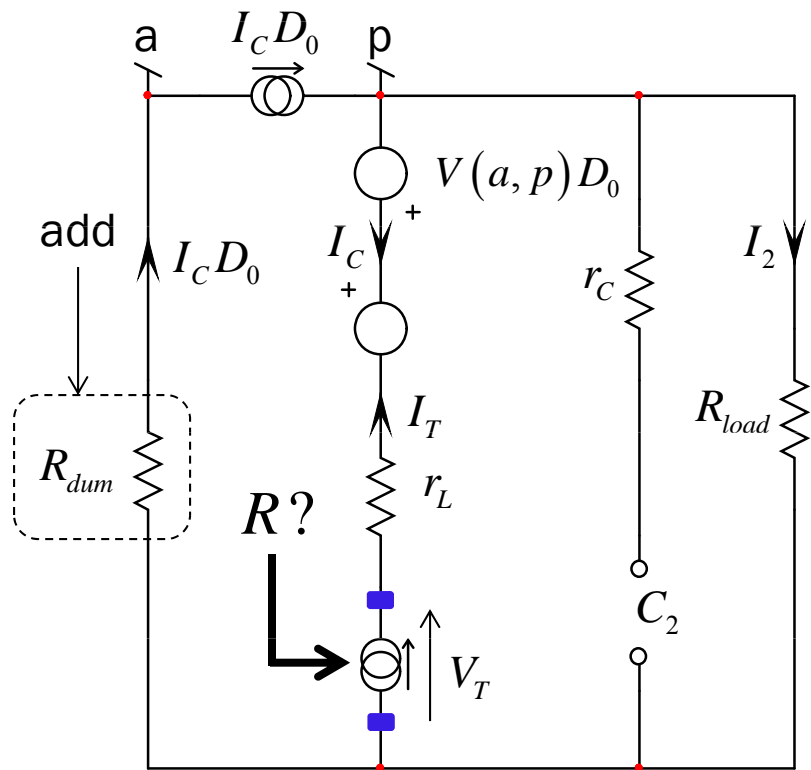 a
I_C D_0
p
V(a, p)D_0
+
add
I_C D_0
I_C
+
r_C
I_2
R_dum
I_T
r_L
R_load
R?
C_2
V_T